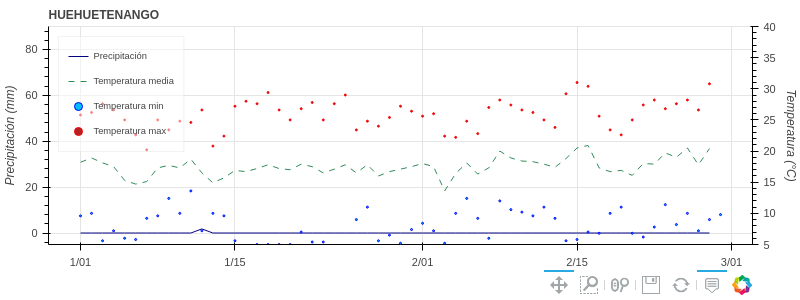 HUEHUETENANGO
Precipitación
Temperatura media
Temperatura min
Temperatura max
Precipitación (mm)
80
60
40
20
0
40
35
30
25
20
15
10
5
Temperatura (°C)
1/01 1/15 2/01 2/15 3/01